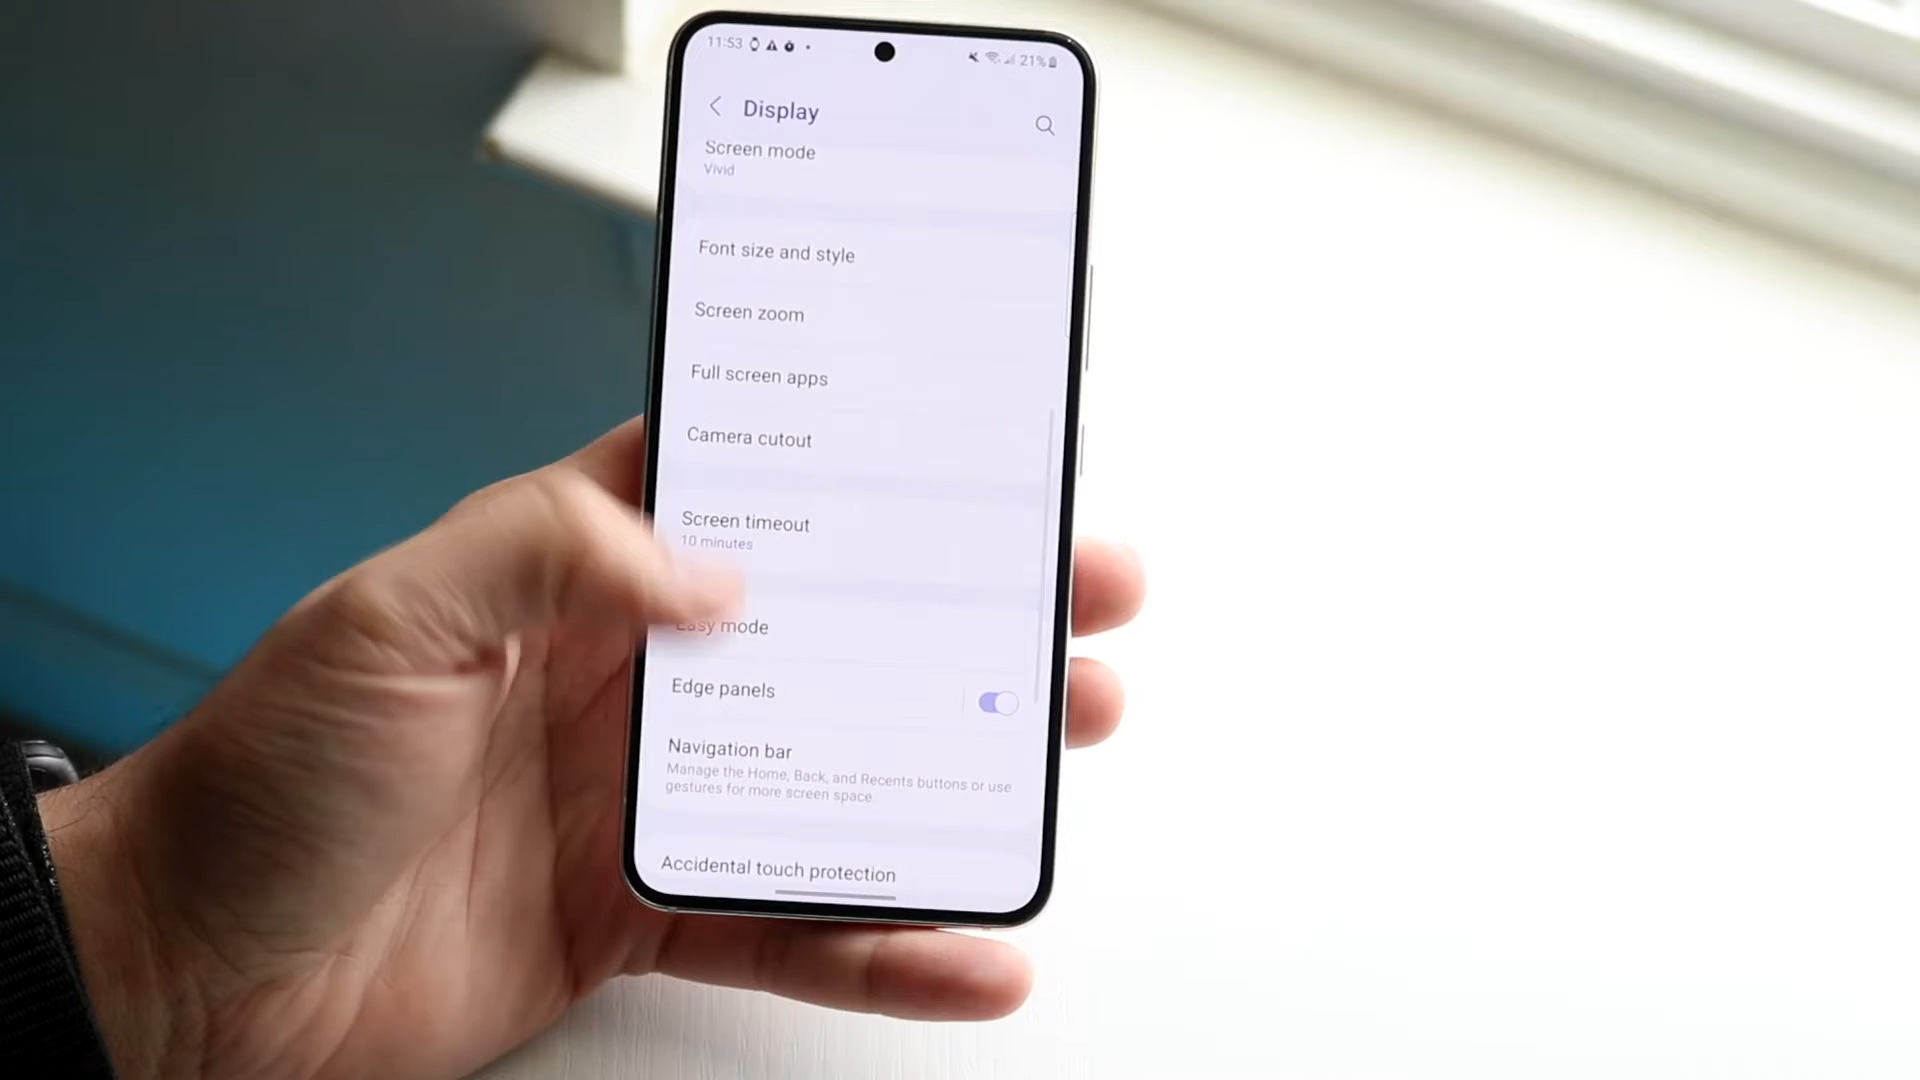 11:53
21%
Display
Screen mode
Vivid
Font size and style
Screen zoom
Full screen apps
Camera cutout
Screen timeout
10 minutes
Easy mode
Edge panels
Navigation bar
Manage the Home, Back, and Recents buttons or use
gestures for more screen space.
Accidental touch protection